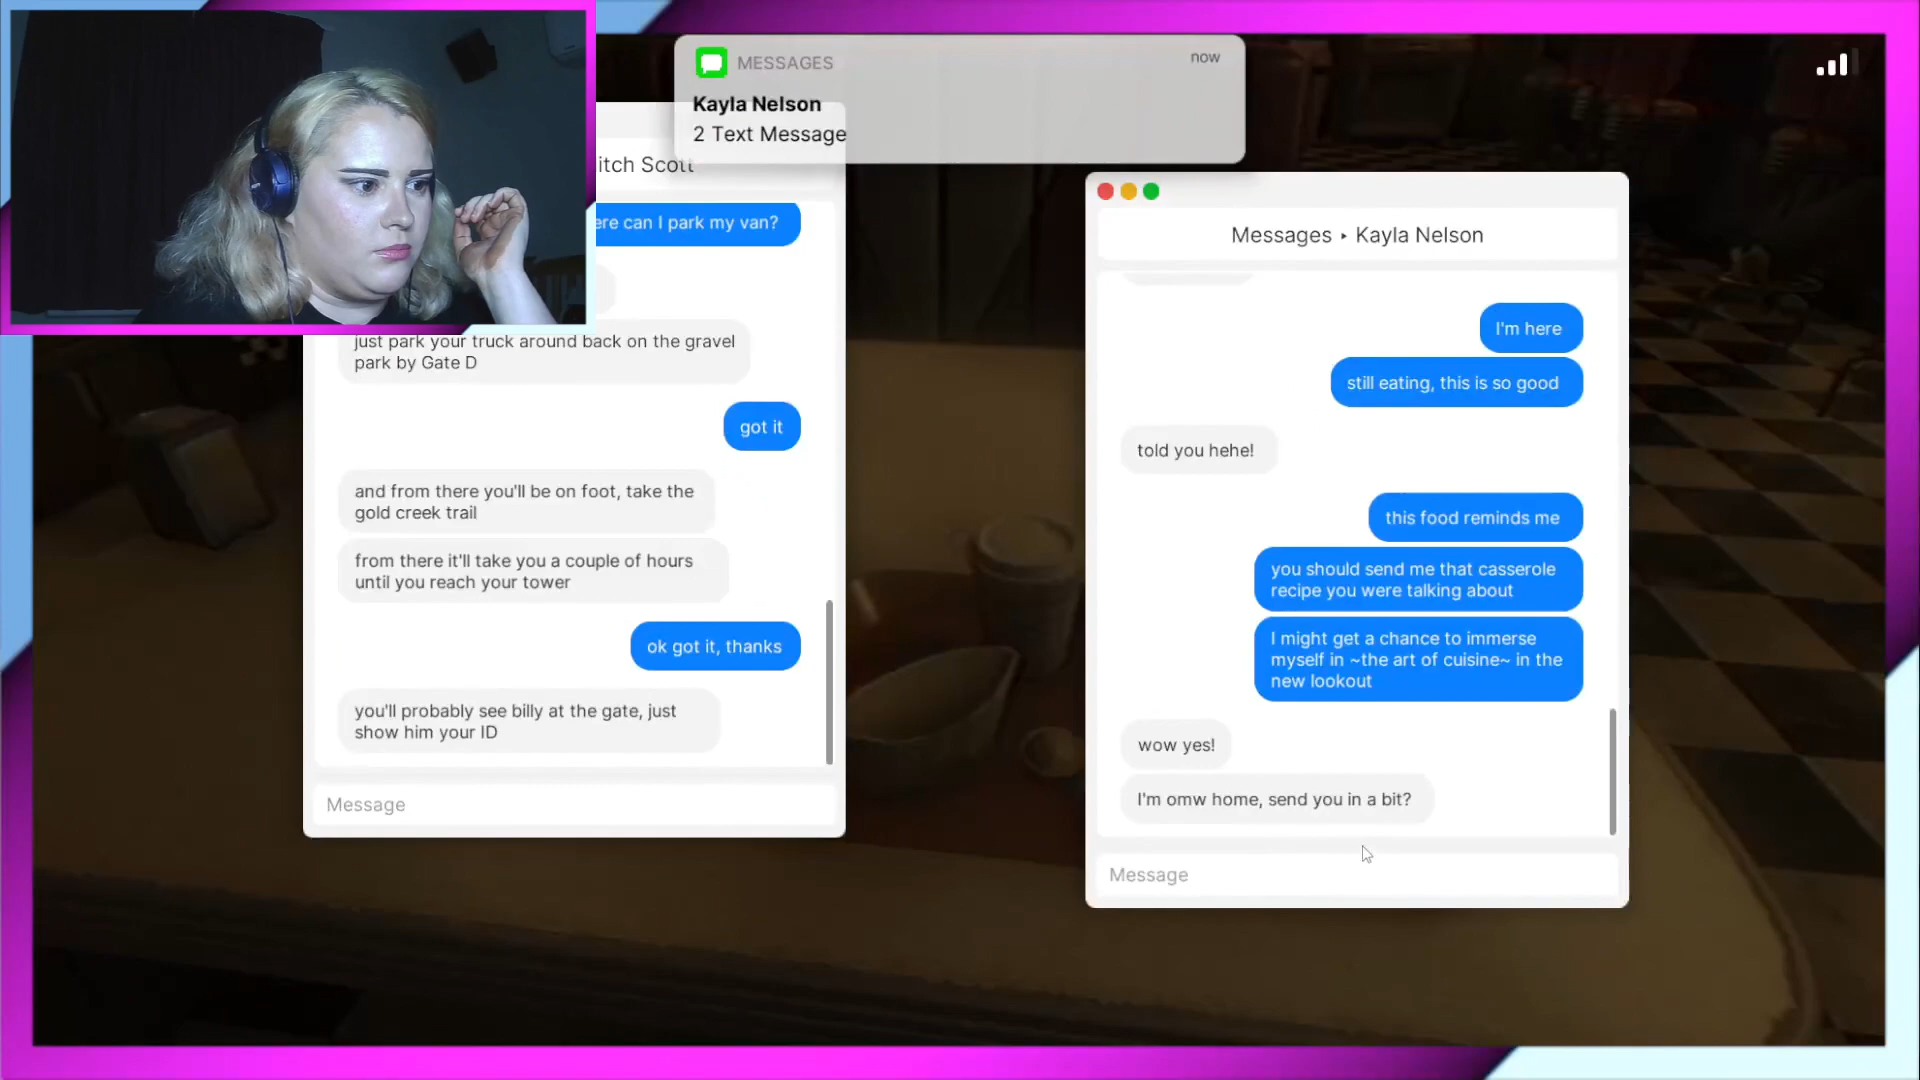 MESSAGES
now
Kayla Nelson
2 Text Message
itch Scott
ere can I park my van?
just park your truck around back on the gravel
park by Gate D
got it
and from there you'll be on foot, take the
gold creek trail
from there it'll take you a couple of hours
until you reach your tower
ok got it, thanks
you'll probably see billy at the gate, just
show him your ID
Message
Messages ‣ Kayla Nelson
I'm here
still eating, this is so good
told you hehe!
this food reminds me
you should send me that casserole
recipe you were talking about
I might get a chance to immerse
myself in ~the art of cuisine~ in the
new lookout
wow yes!
I'm omw home, send you in a bit?
Message